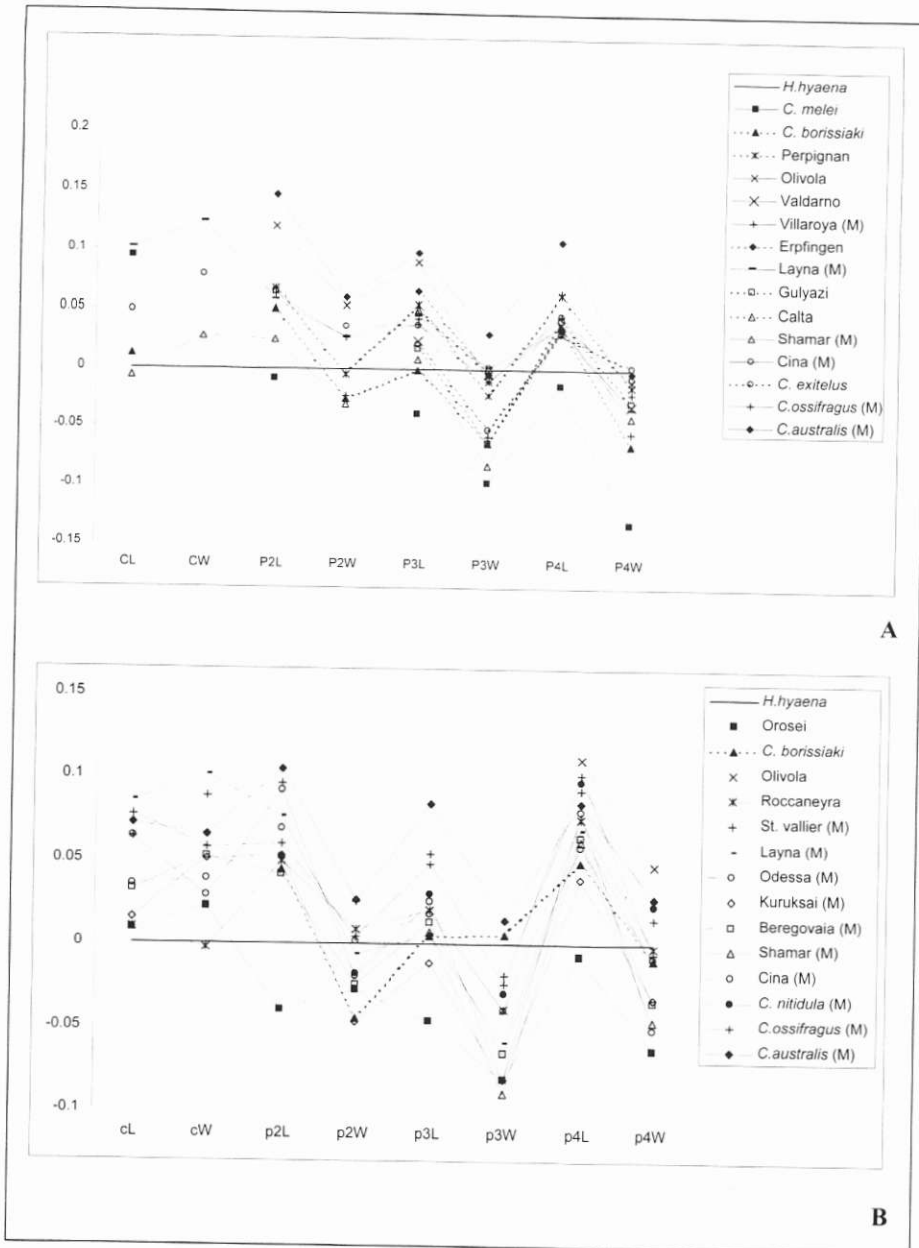 0.2
0.15
0.1
0.05
0
-0.05
-0.1
-0.15
CL CW P2L P2W P3L P3W P4L P4W
H.hyaena
C. melei
C. borissiaki
Perpignan
Olivola
Valdarno
Villaroya (M)
Erpfingen
Layna (M)
Gulyazi
Calta
Shamar (M)
Cina (M)
C. exitelus
C.ossifragus (M)
C.australis (M)
A
0.15
0.1
0.05
0
-0.05
-0.1
cL cW p2L p2W p3L p3W p4L p4W
H.hyaena
Orosei
C. borissiaki
Olivola
Roccaneyra
St. vallier (M)
Layna (M)
Odessa (M)
Kuruksai (M)
Beregovaia (M)
Shamar (M)
Cina (M)
C. nitidula (M)
C.ossifragus (M)
C.australis (M)
B